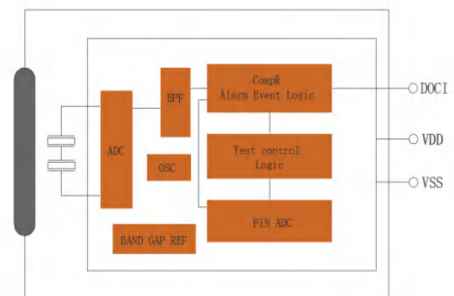 Comp&
Alarm Event Logic
BPF
DOCI
ADC
Test control
Logic
VDD
OSC
VSS
PIN ADC
BAND GAP REF